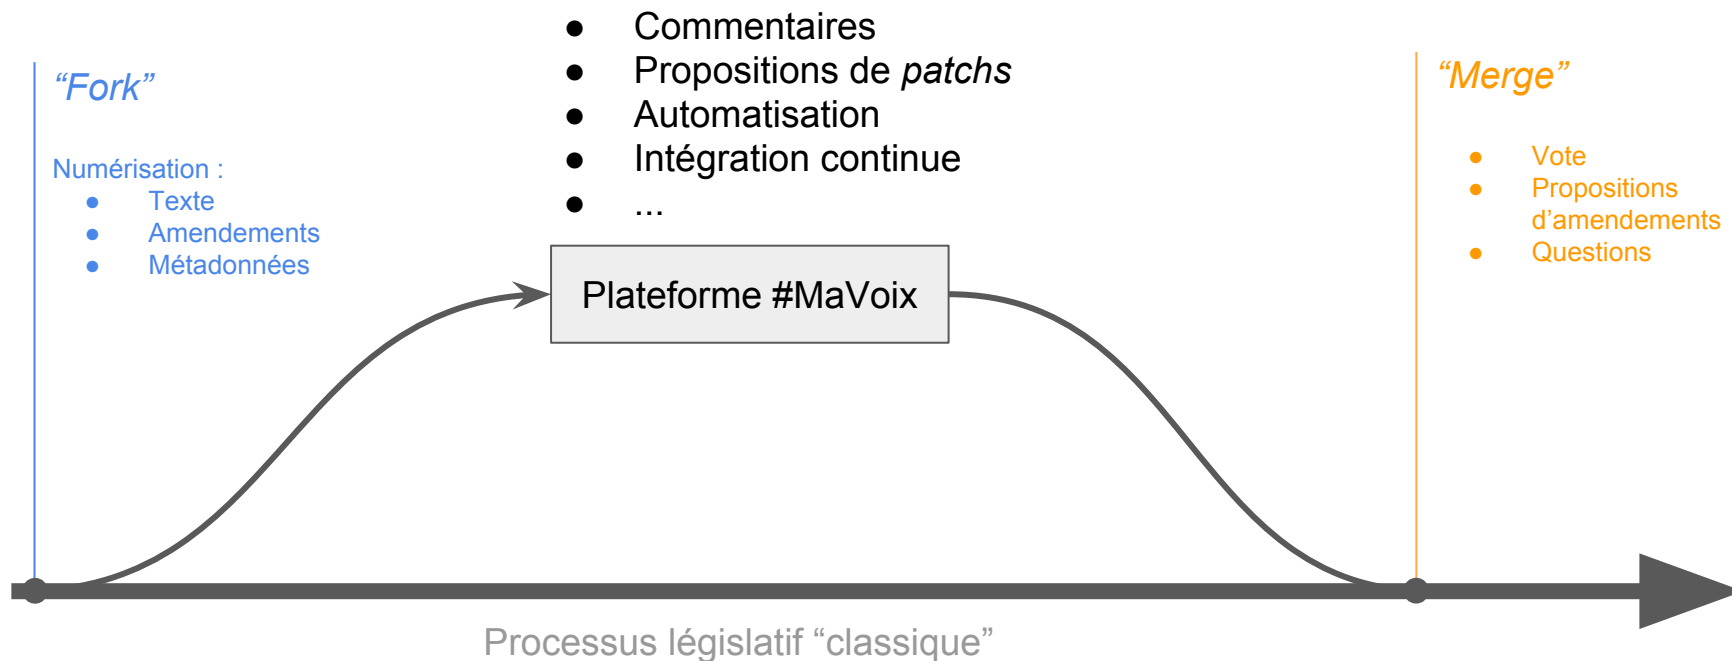 “Fork”
Numérisation :
● Texte
● Amendements
● Métadonnées
● Commentaires
● Propositions de patchs
● Automatisation
● Intégration continue
● ...
Plateforme #MaVoix
“Merge”
● Vote
● Propositions
d’amendements
● Questions
Processus législatif “classique”